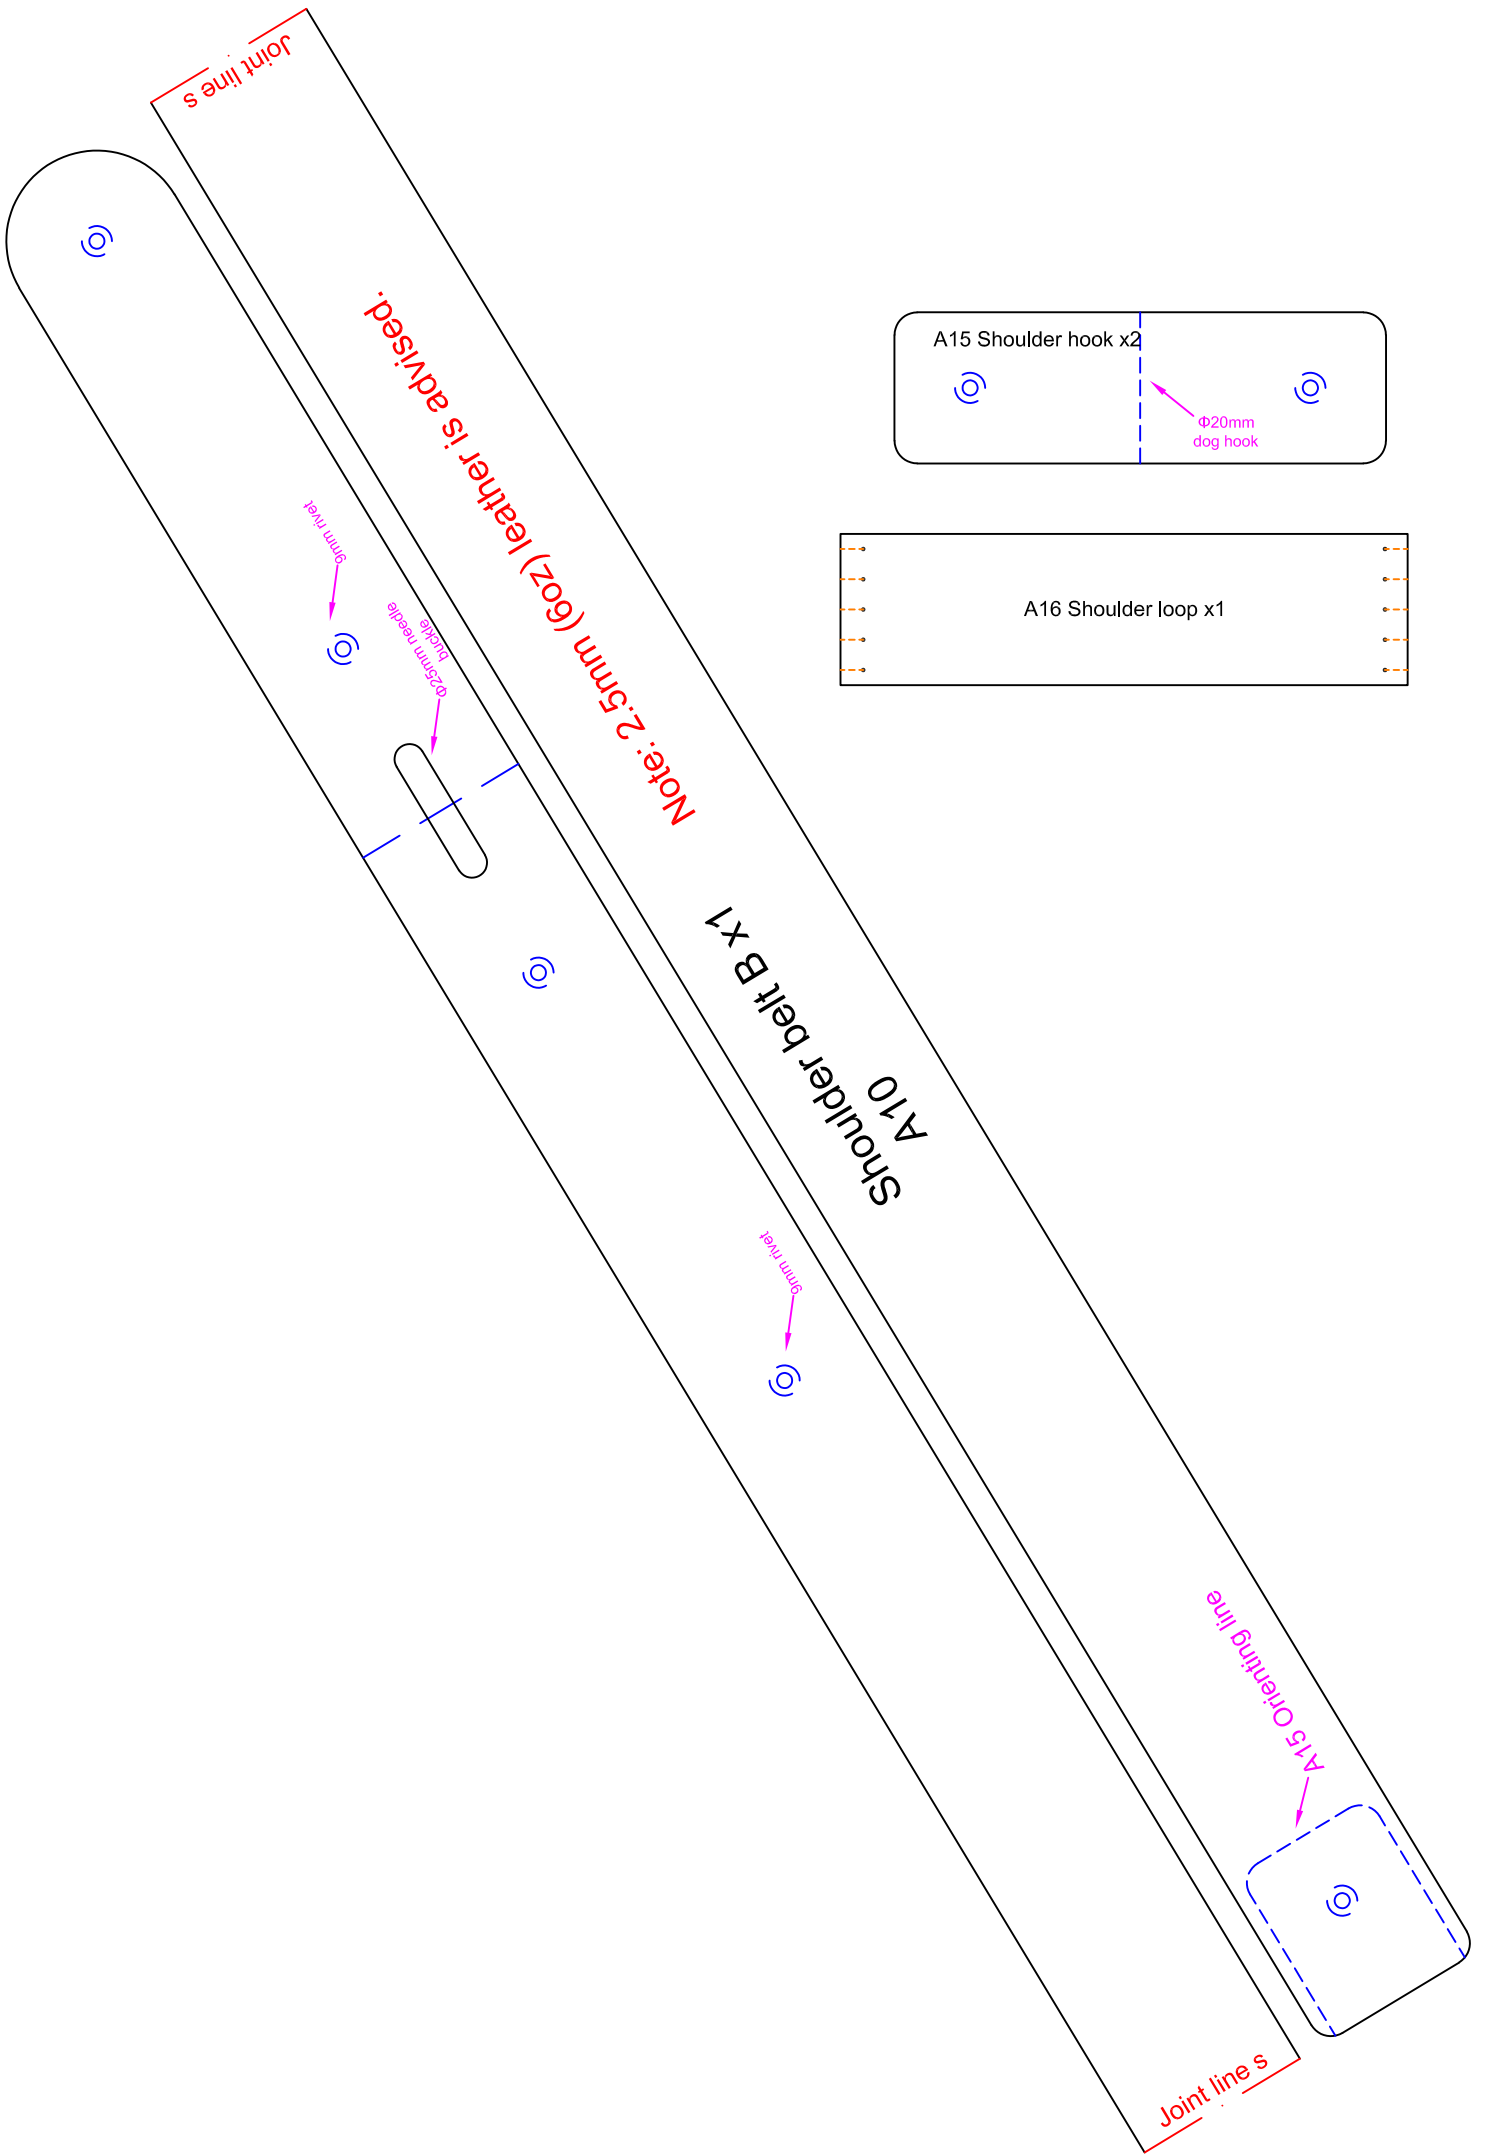 Joint line s
Note: 2.5mm (6oz) leather is advised.
A15 Shoulder hook x2
Φ20mm
dog hook
9mm rivet
Φ25mm needle
buckle
A16 Shoulder loop x1
A10
Shoulder belt B x1
9mm rivet
A15 Orienting line
Joint line s